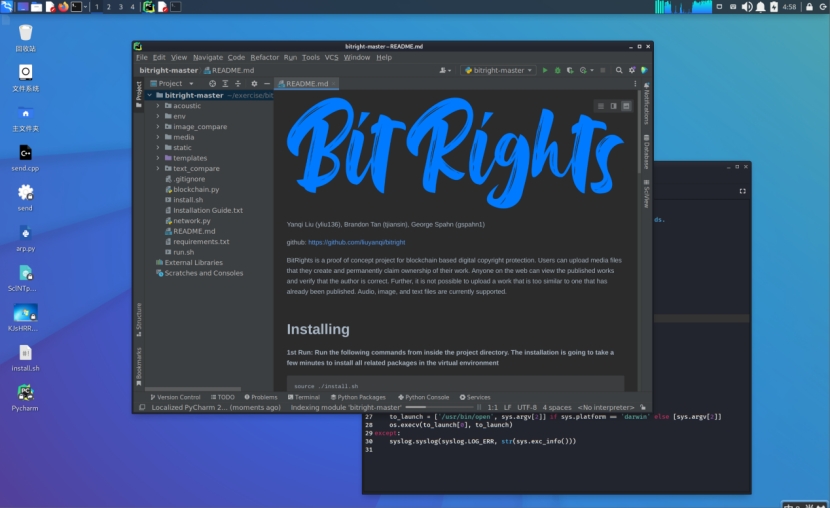 1 2 3 4
4:58
回收站
文件系统
主文件夹
send.cpp
send
arp.py
KJsHRR...
install.sh
Pycharm
bitright-master – README.md
File Edit View Navigate Code Refactor Run Tools VCS Window Help
bitright-master README.md
bitright-master
Project
README.md
bitright-master ~/exercise/bit
acoustic
env
image_compare
media
static
templates
text_compare
.gitignore
blockchain.py
install.sh
Installation Guide.txt
network.py
README.md
requirements.txt
run.sh
External Libraries
Scratches and Consoles
Project
Structure
Bookmarks
Notifications
Database
SciView
Bit Rights
Yanqi Liu (yliu136), Brandon Tan (tjiansin), George Spahn (gspahn1)
github: https://github.com/liuyanqi/bitright
BitRights is a proof of concept project for blockchain based digital copyright protection. Users can upload media files
that they create and permanently claim ownership of their work. Anyone on the web can view the published works
and verify that the author is correct. Further, it is not possible to upload a work that is too similar to one that has
already been published. Audio, image, and text files are currently supported.
Installing
1st Run: Run the following commands from inside the project directory. The installation is going to take a
few minutes to install all related packages in the virtual environment
source ./install.sh
Version Control TODO Problems Terminal Python Packages Python Console Services
Localized PyCharm 2... (moments ago) Indexing module 'bitright-master' 1:1 LF UTF-8 4 spaces <No interpreter>
ds.
27 to_launch = ['/usr/bin/open', sys.argv[2]] if sys.platform == 'darwin' else [sys.argv[2]]
28 os.execv(to_launch[0], to_launch)
29 except:
30 syslog.syslog(syslog.LOG_ERR, str(sys.exc_info()))
31